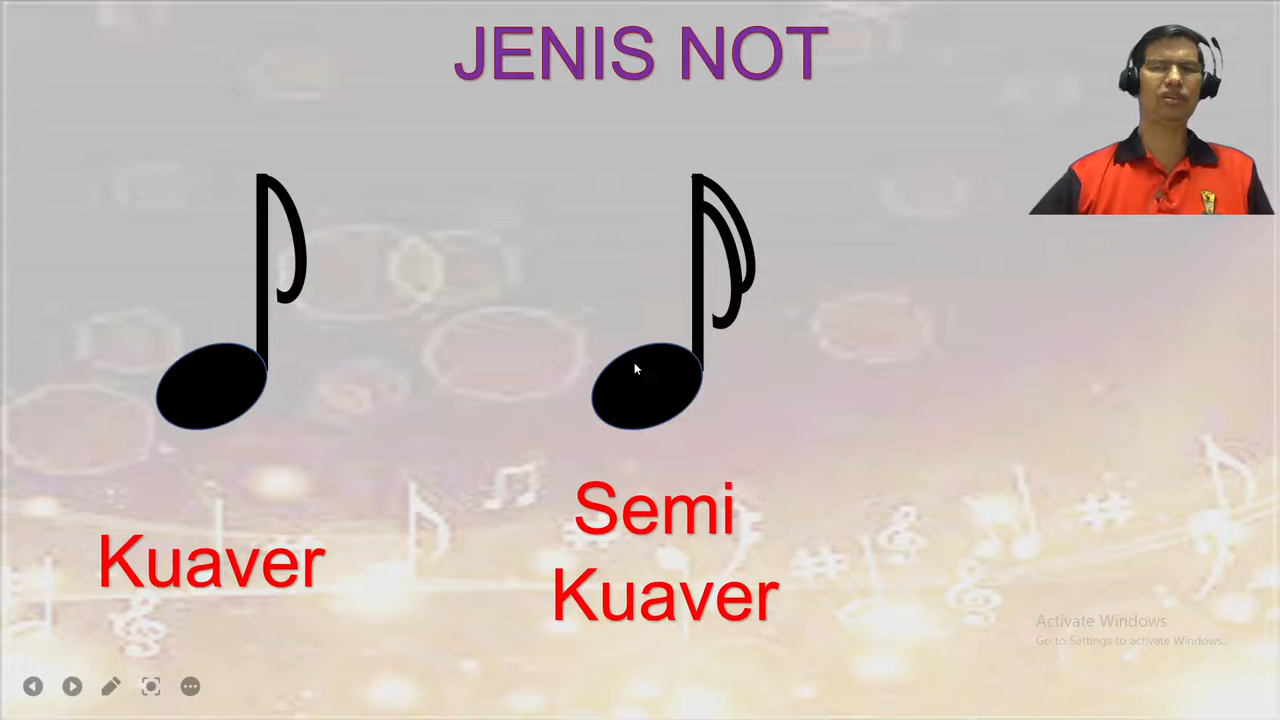 JENIS NOT
Kuaver
Semi
Kuaver
Activate Windows
Go to Settings to activate Windows.